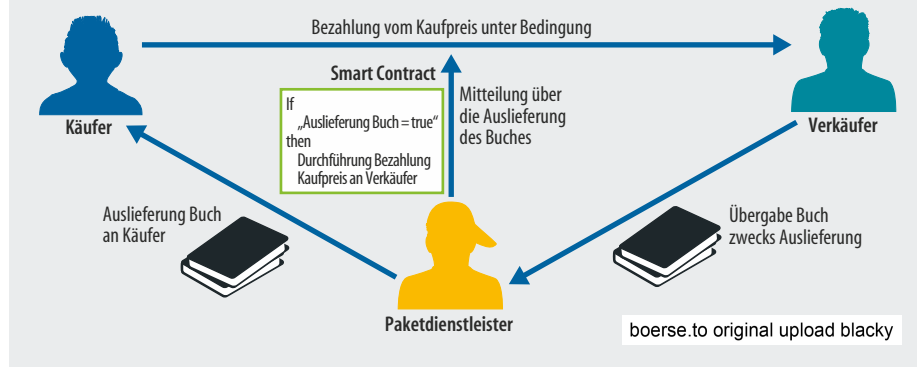 Bezahlung vom Kaufpreis unter Bedingung
Smart Contract
If
„Auslieferung Buch = true“
then
Durchführung Bezahlung
Kaufpreis an Verkäufer
Mitteilung über
die Auslieferung
des Buches
Käufer
Verkäufer
Auslieferung Buch
an Käufer
Übergabe Buch
zwecks Auslieferung
Paketdienstleister
boerse.to original upload blacky